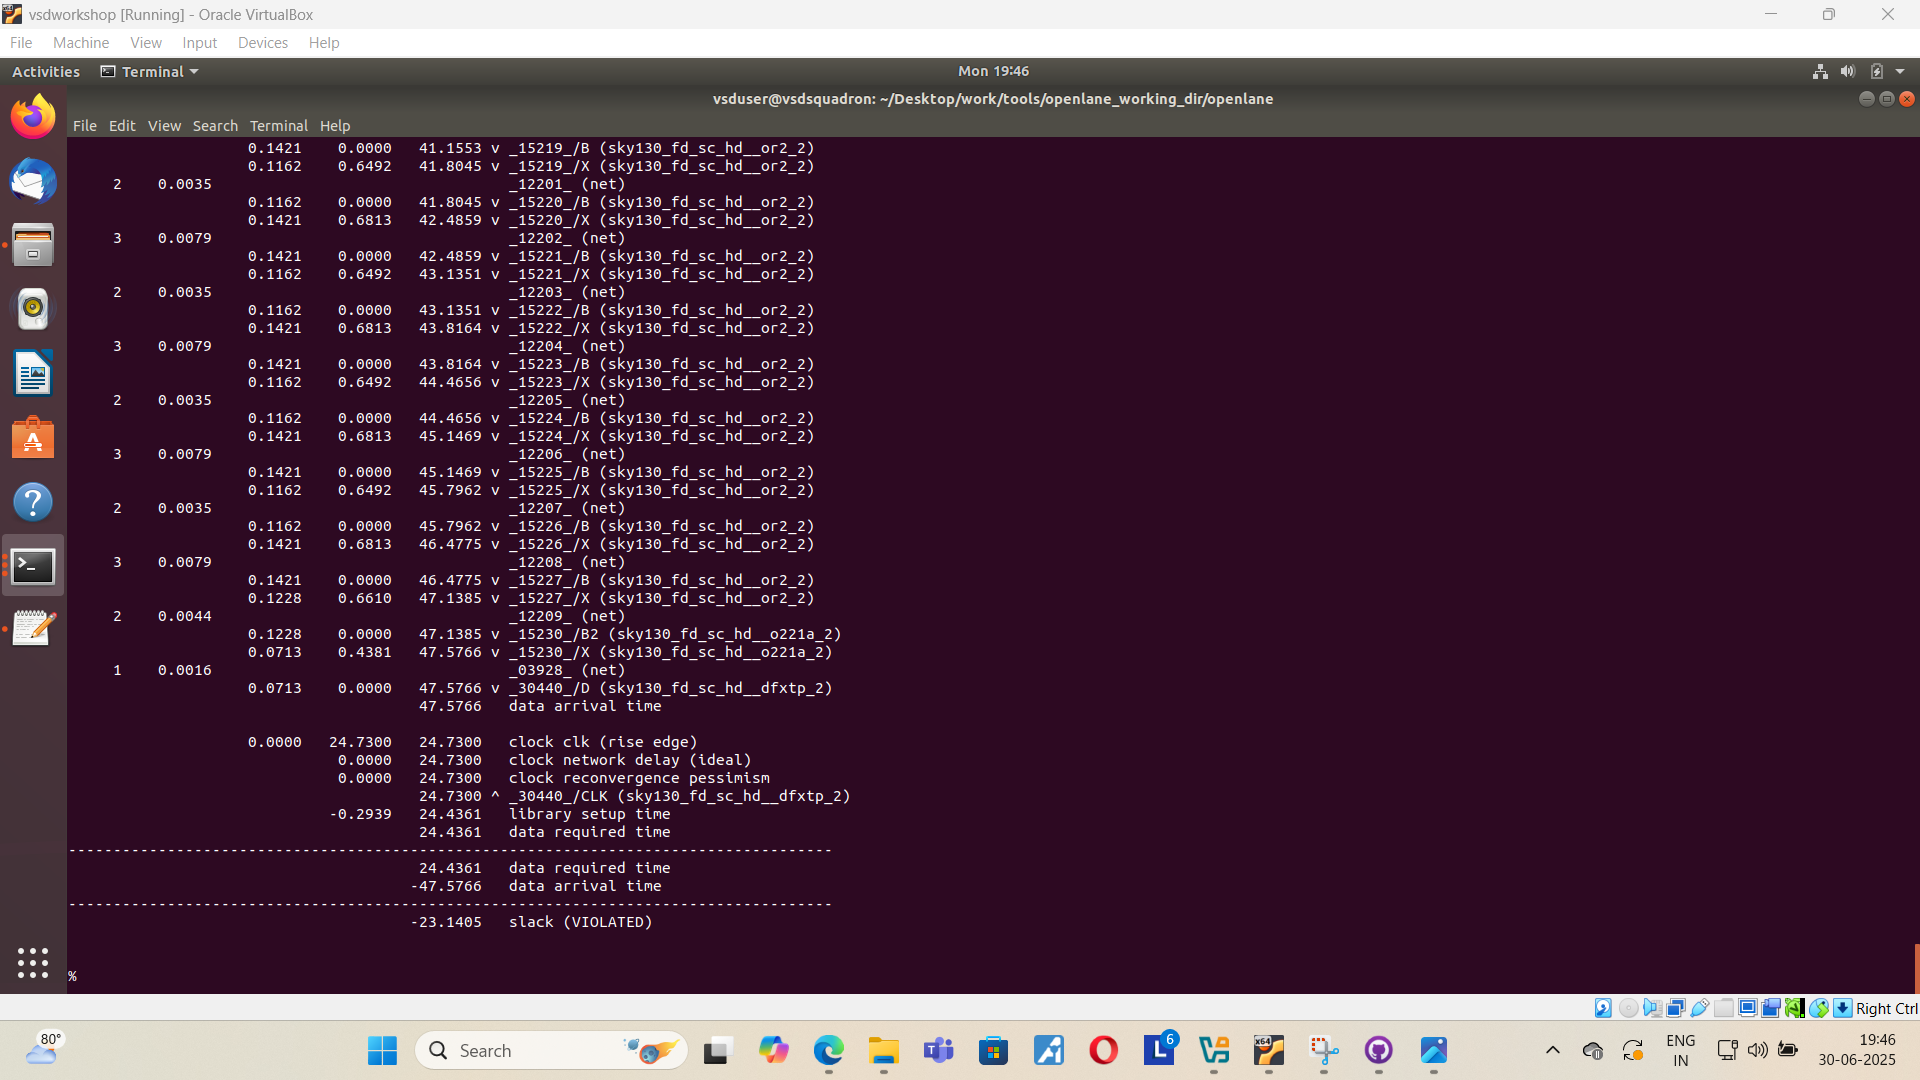 vsdworkshop [Running] - Oracle VirtualBox
File Machine View Input Devices Help
Activities Terminal Mon 19:46
vsduser@vsdsquadron: ~/Desktop/work/tools/openlane_working_dir/openlane
File Edit View Search Terminal Help
0.1421 0.0000 41.1553 v _15219_/B (sky130_fd_sc_hd__or2_2)
0.1162 0.6492 41.8045 v _15219_/X (sky130_fd_sc_hd__or2_2)
2 0.0035 _12201_ (net)
0.1162 0.0000 41.8045 v _15220_/B (sky130_fd_sc_hd__or2_2)
0.1421 0.6813 42.4859 v _15220_/X (sky130_fd_sc_hd__or2_2)
3 0.0079 _12202_ (net)
0.1421 0.0000 42.4859 v _15221_/B (sky130_fd_sc_hd__or2_2)
0.1162 0.6492 43.1351 v _15221_/X (sky130_fd_sc_hd__or2_2)
2 0.0035 _12203_ (net)
0.1162 0.0000 43.1351 v _15222_/B (sky130_fd_sc_hd__or2_2)
0.1421 0.6813 43.8164 v _15222_/X (sky130_fd_sc_hd__or2_2)
3 0.0079 _12204_ (net)
0.1421 0.0000 43.8164 v _15223_/B (sky130_fd_sc_hd__or2_2)
0.1162 0.6492 44.4656 v _15223_/X (sky130_fd_sc_hd__or2_2)
2 0.0035 _12205_ (net)
0.1162 0.0000 44.4656 v _15224_/B (sky130_fd_sc_hd__or2_2)
0.1421 0.6813 45.1469 v _15224_/X (sky130_fd_sc_hd__or2_2)
3 0.0079 _12206_ (net)
0.1421 0.0000 45.1469 v _15225_/B (sky130_fd_sc_hd__or2_2)
0.1162 0.6492 45.7962 v _15225_/X (sky130_fd_sc_hd__or2_2)
2 0.0035 _12207_ (net)
0.1162 0.0000 45.7962 v _15226_/B (sky130_fd_sc_hd__or2_2)
0.1421 0.6813 46.4775 v _15226_/X (sky130_fd_sc_hd__or2_2)
3 0.0079 _12208_ (net)
0.1421 0.0000 46.4775 v _15227_/B (sky130_fd_sc_hd__or2_2)
0.1228 0.6610 47.1385 v _15227_/X (sky130_fd_sc_hd__or2_2)
2 0.0044 _12209_ (net)
0.1228 0.0000 47.1385 v _15230_/B2 (sky130_fd_sc_hd__o221a_2)
0.0713 0.4381 47.5766 v _15230_/X (sky130_fd_sc_hd__o221a_2)
1 0.0016 _03928_ (net)
0.0713 0.0000 47.5766 v _30440_/D (sky130_fd_sc_hd__dfxtp_2)
47.5766 data arrival time
0.0000 24.7300 24.7300 clock clk (rise edge)
0.0000 24.7300 clock network delay (ideal)
0.0000 24.7300 clock reconvergence pessimism
24.7300 ^ _30440_/CLK (sky130_fd_sc_hd__dfxtp_2)
-0.2939 24.4361 library setup time
24.4361 data required time
-------------------------------------------------------------------------------------
24.4361 data required time
-47.5766 data arrival time
-------------------------------------------------------------------------------------
-23.1405 slack (VIOLATED)
%
Right Ctrl
80°
Search
6
x64
ENG
IN
19:46
30-06-2025